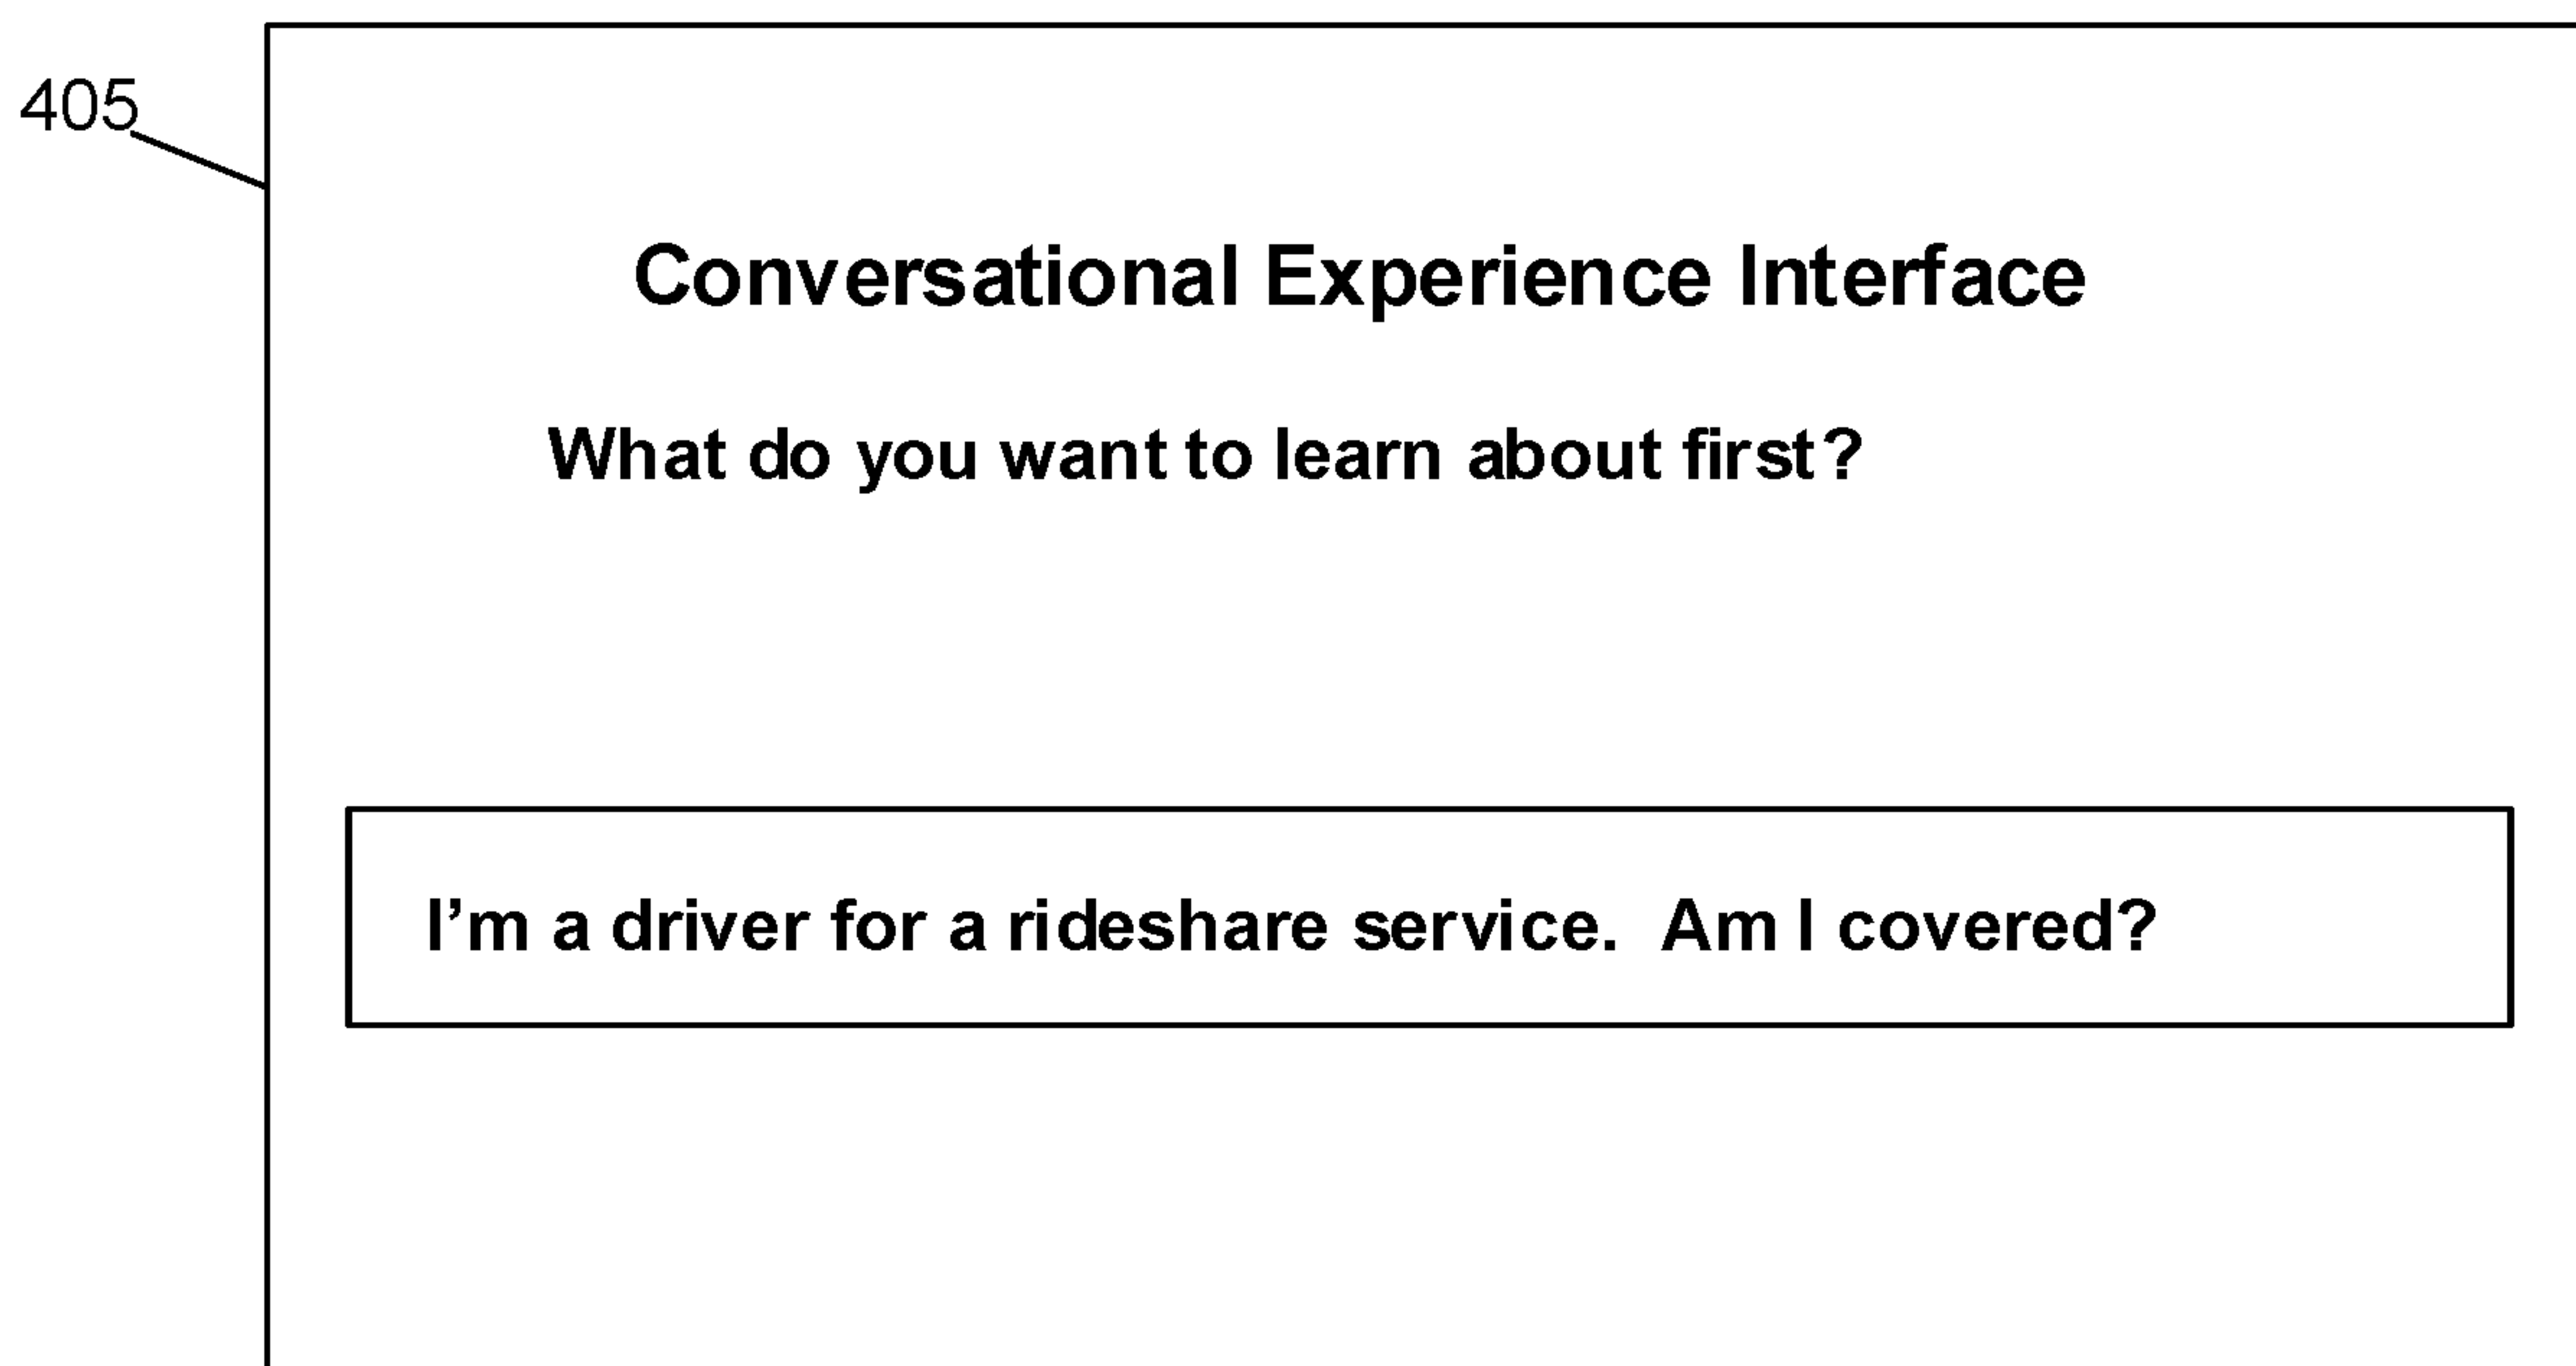 405
Conversational Experience Interface
What do you want to learn about first?
I’m a driver for a rideshare service.  Am I covered?